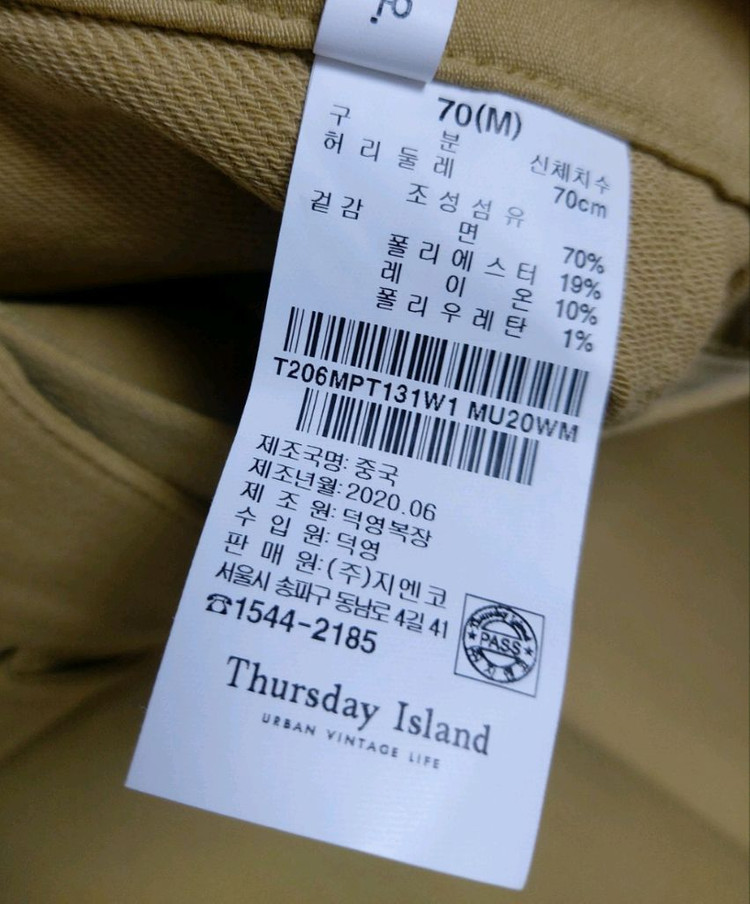 70(M)
구 분 신체치수
허리둘레 70cm
조성섬유
겉감 면 70%
폴리에스터 19%
레이온 10%
폴리우레탄 1%
T206MPT131W1 MU20WM
제조국명: 중국
제조년월: 2020.06
제 조 원: 덕영복장
수 입 원: 덕영
판 매 원: (주)지엔코
서울시 송파구 동남로 4길 41
☎1544-2185
PASS
Thursday Island
URBAN VINTAGE LIFE